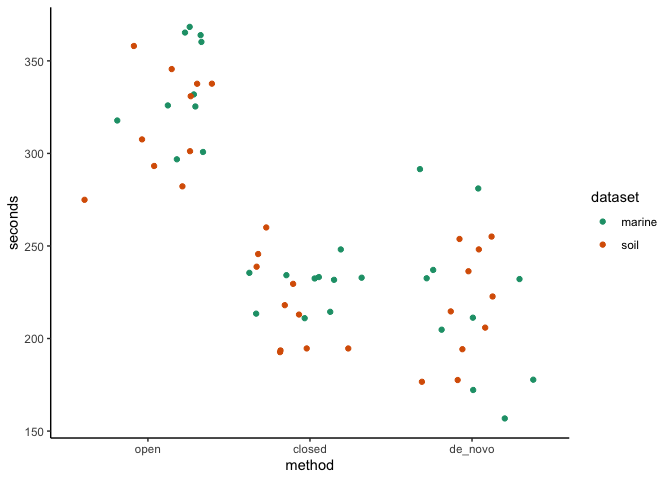 350
300
250
200
150
seconds
open
closed
de_novo
method
dataset
marine
soil